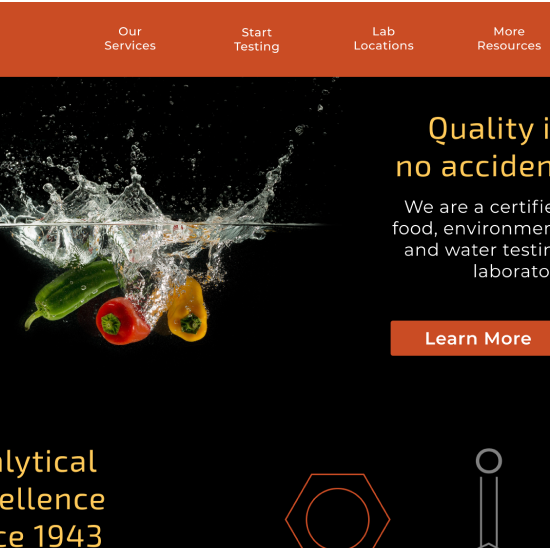 Our
Services
Start
Testing
Lab
Locations
More
Resources
Quality i
no acciden
We are a certifie
food, environmen
and water testin
laborato
Learn More
lytical
ellence
ce 1943